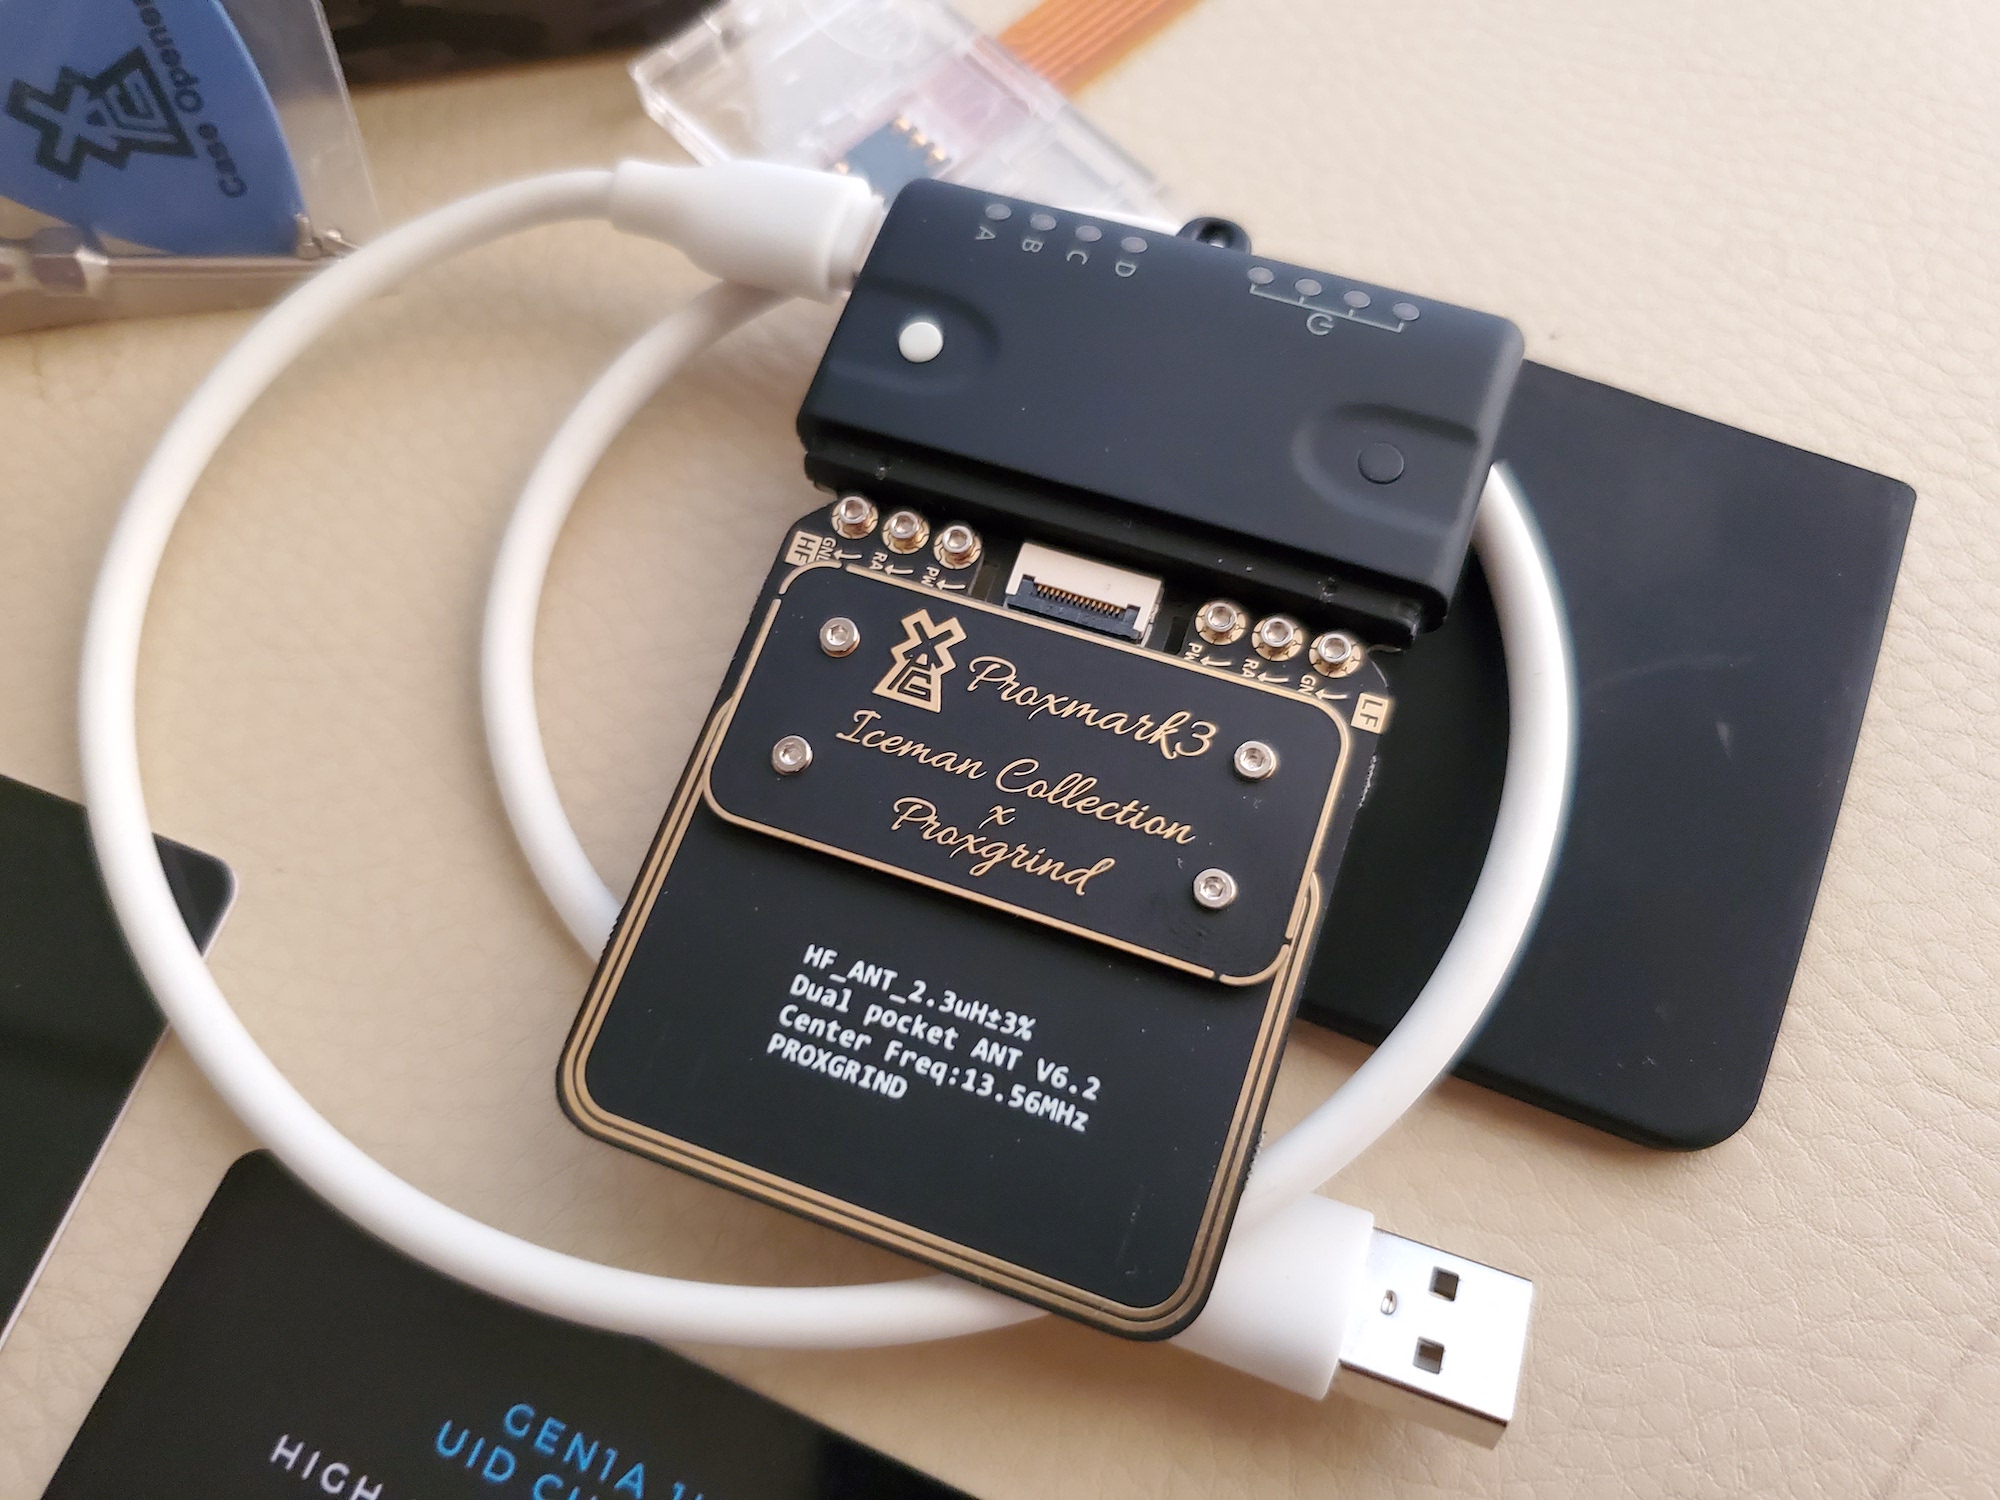 Case Opener
A B C D
HF
GND
RA
PW
PW
RA
GN
LF
Proxmark3
Iceman Collection
x
Proxgrind
HF_ANT_2.3uH±3%
Dual pocket ANT V6.2
Center Freq:13.56MHz
PROXGRIND
GEN1A
UID
HIGH